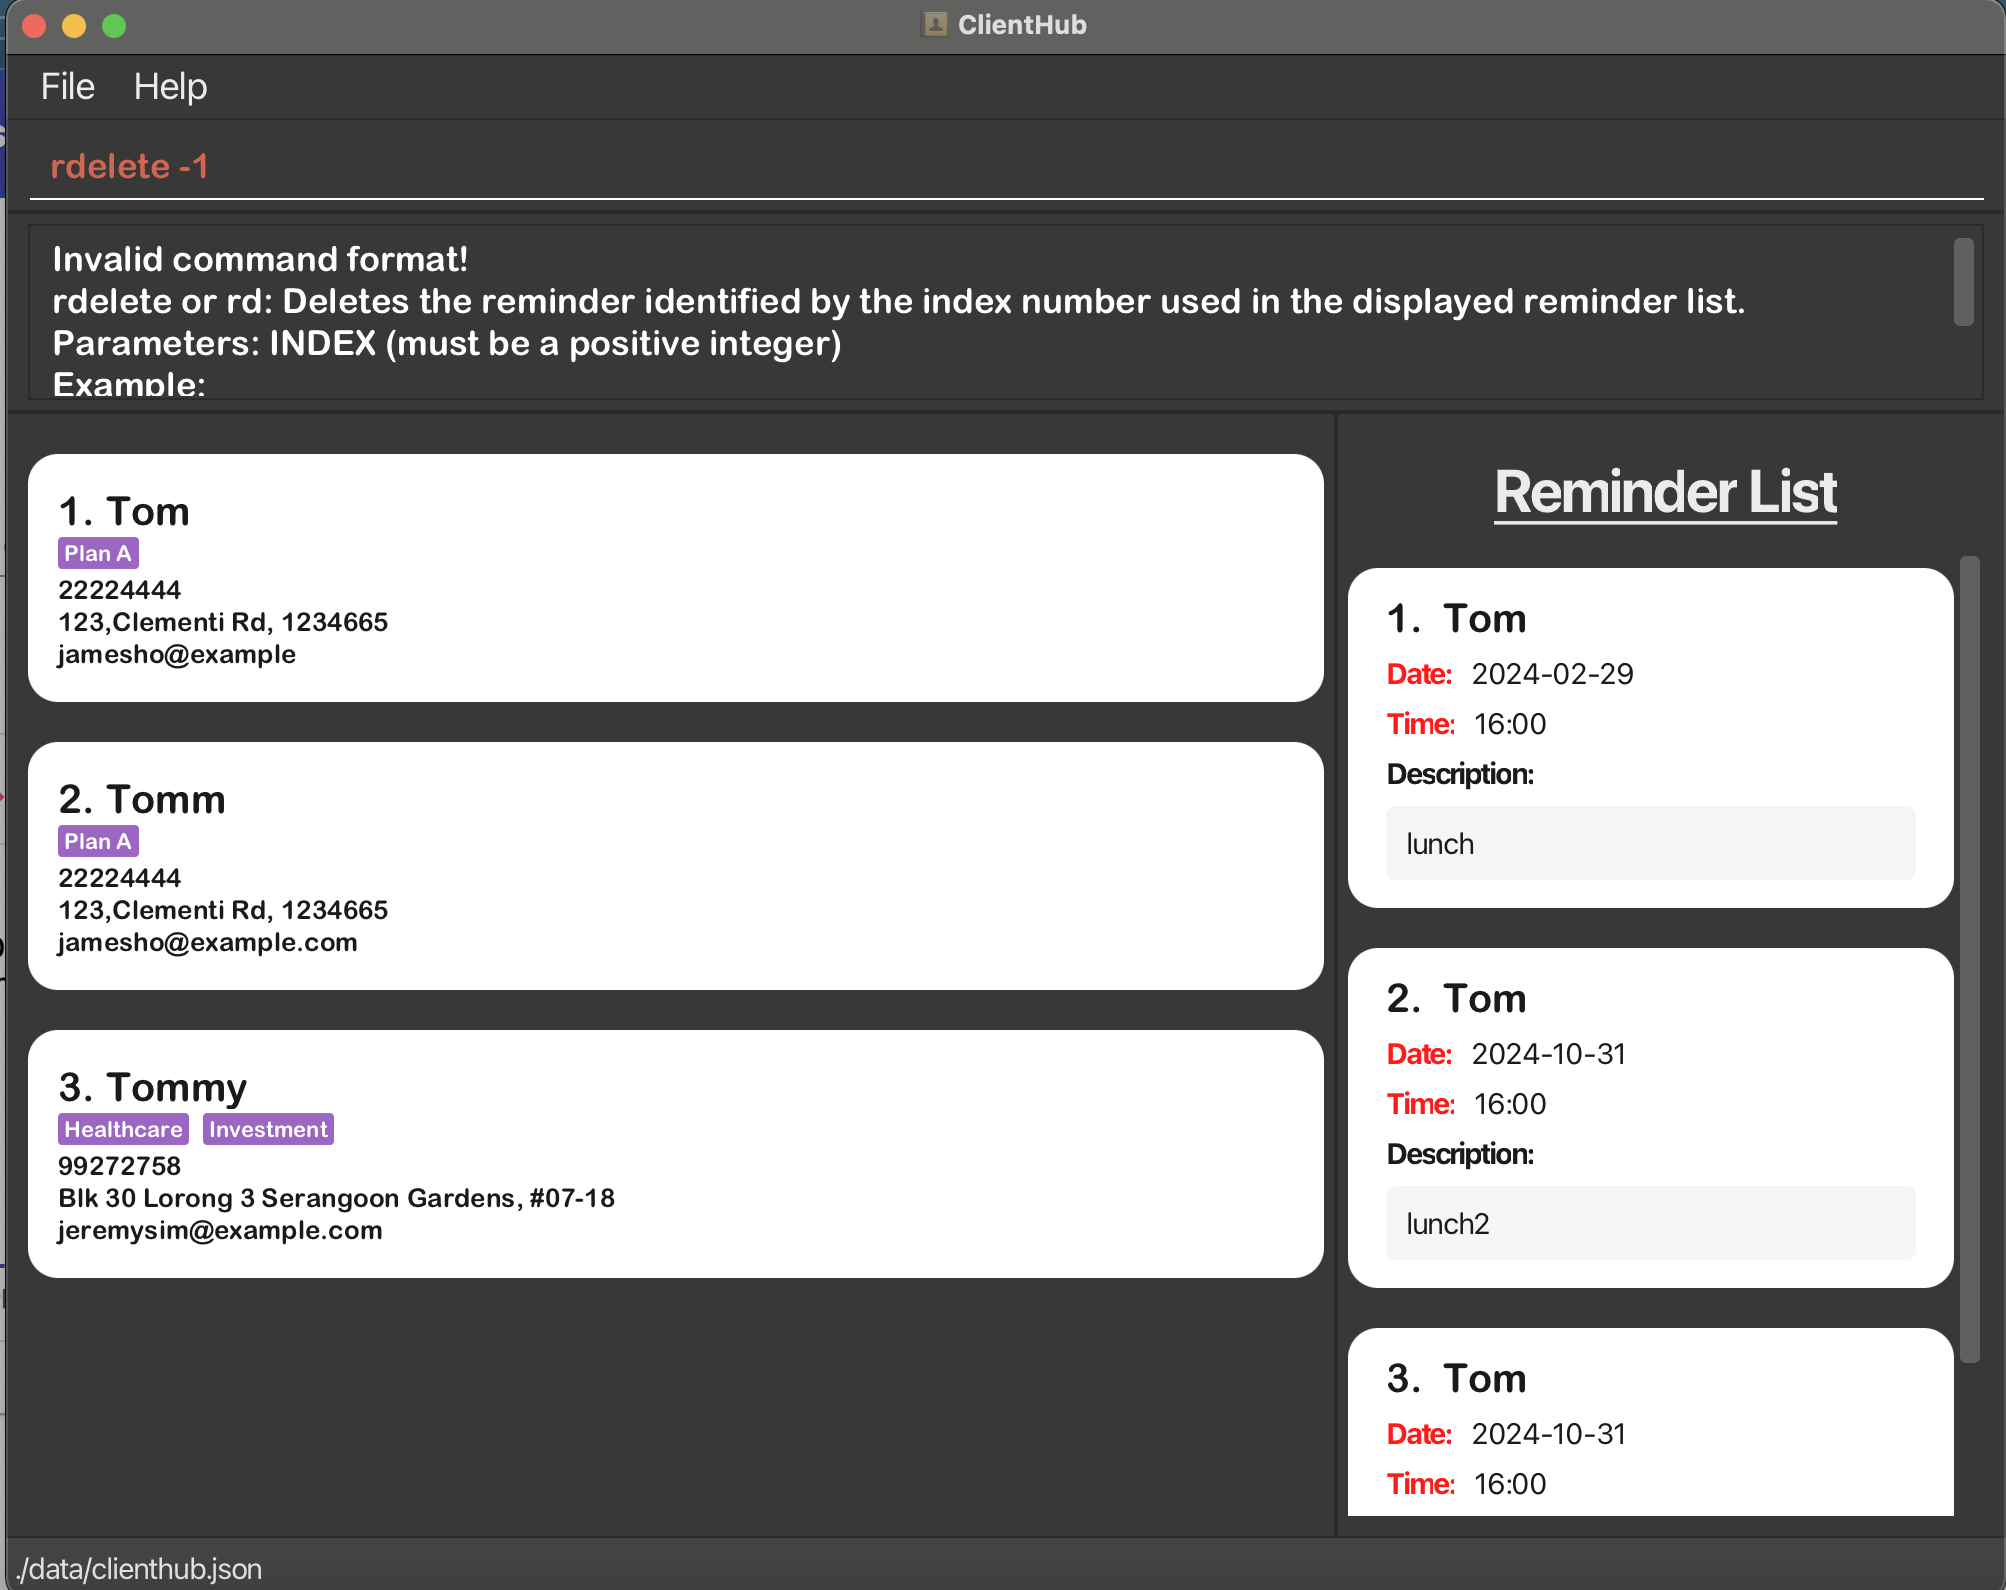 ClientHub
File Help
rdelete -1
Invalid command format!
rdelete or rd: Deletes the reminder identified by the index number used in the displayed reminder list.
Parameters: INDEX (must be a positive integer)
Example:
1. Tom
Plan A
22224444
123,Clementi Rd, 1234665
jamesho@example
2. Tomm
Plan A
22224444
123,Clementi Rd, 1234665
jamesho@example.com
3. Tommy
Healthcare Investment
99272758
Blk 30 Lorong 3 Serangoon Gardens, #07-18
jeremysim@example.com
Reminder List
1. Tom
Date: 2024-02-29
Time: 16:00
Description:
lunch
2. Tom
Date: 2024-10-31
Time: 16:00
Description:
lunch2
3. Tom
Date: 2024-10-31
Time: 16:00
./data/clienthub.json